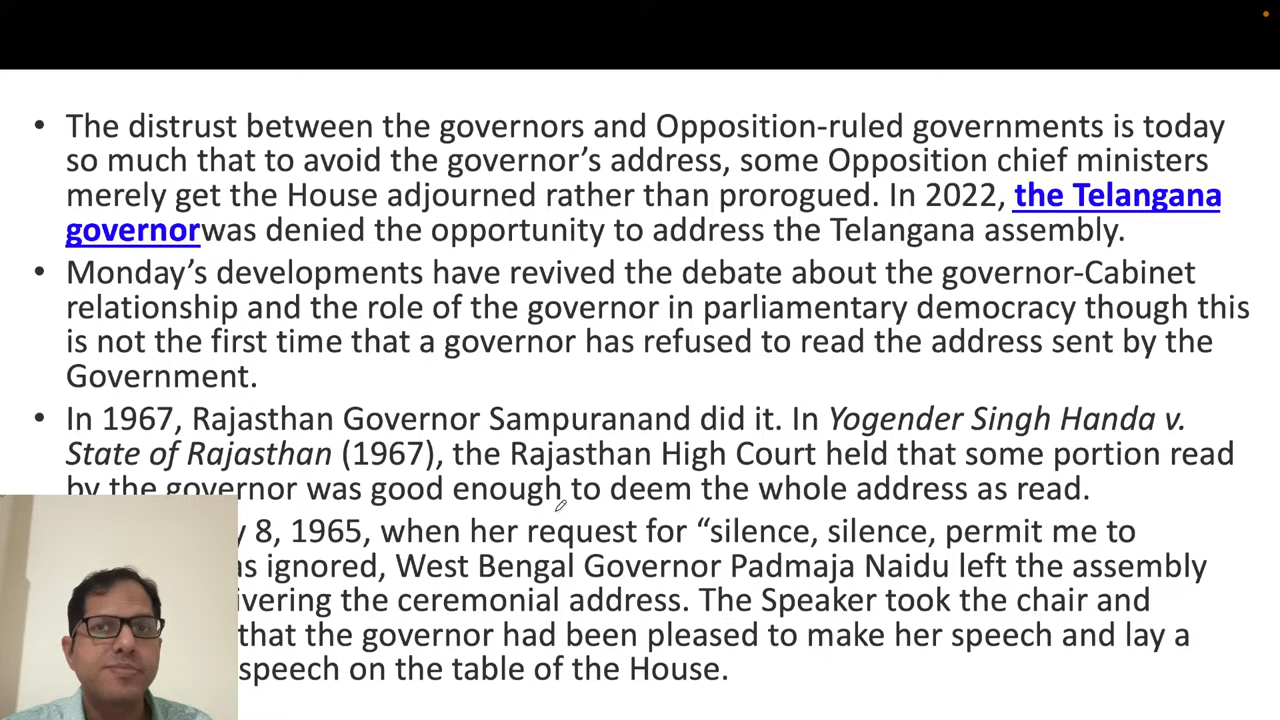 • The distrust between the governors and Opposition-ruled governments is today
so much that to avoid the governor’s address, some Opposition chief ministers
merely get the House adjourned rather than prorogued. In 2022, the Telangana
governorwas denied the opportunity to address the Telangana assembly.
• Monday’s developments have revived the debate about the governor-Cabinet
relationship and the role of the governor in parliamentary democracy though this
is not the first time that a governor has refused to read the address sent by the
Government.
• In 1967, Rajasthan Governor Sampuranand did it. In Yogender Singh Handa v.
State of Rajasthan (1967), the Rajasthan High Court held that some portion read
by the governor was good enough to deem the whole address as read.
8, 1965, when her request for “silence, silence, permit me to
ignored, West Bengal Governor Padmaja Naidu left the assembly
the ceremonial address. The Speaker took the chair and
that the governor had been pleased to make her speech and lay a
speech on the table of the House.